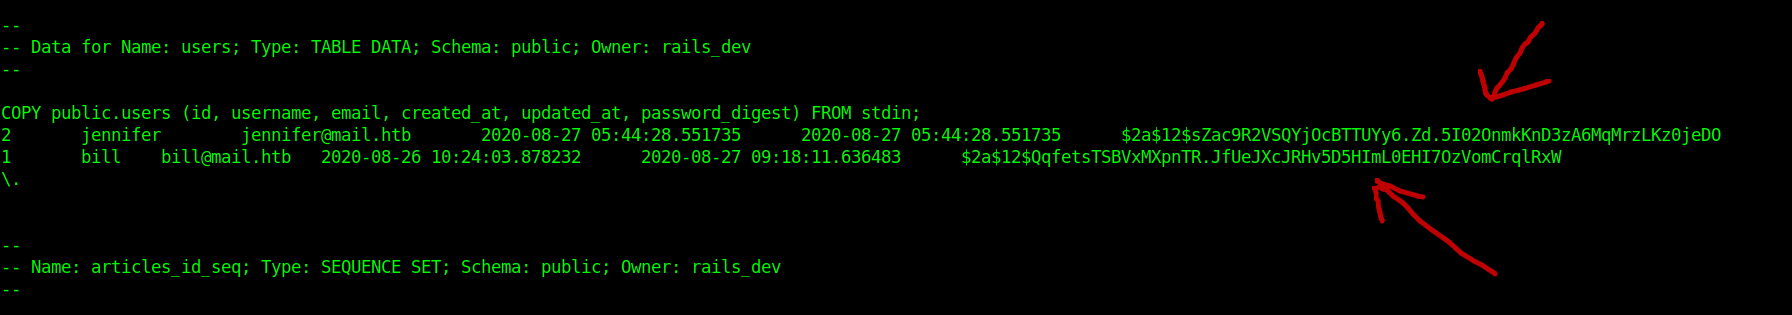 --
-- Data for Name: users; Type: TABLE DATA; Schema: public; Owner: rails_dev
--
COPY public.users (id, username, email, created_at, updated_at, password_digest) FROM stdin;
2 jennifer jennifer@mail.htb 2020-08-27 05:44:28.551735 2020-08-27 05:44:28.551735 $2a$12$sZac9R2VSQYjOcBTTUYy6.Zd.5I02OnmkKnD3zA6MqMrzLKz0jeDO
1 bill bill@mail.htb 2020-08-26 10:24:03.878232 2020-08-27 09:18:11.636483 $2a$12$QqfetsTSBVxMXpnTR.JfUeJXcJRHv5D5HImL0EHI7OzVomCrqlRxW
\.
--
-- Name: articles_id_seq; Type: SEQUENCE SET; Schema: public; Owner: rails_dev
--